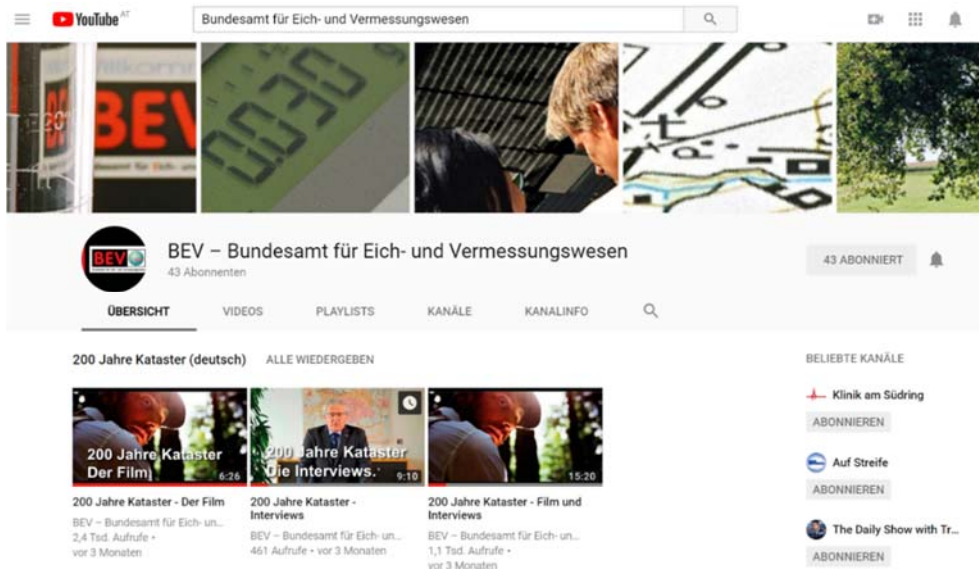 YouTube AT
Bundesamt für Eich- und Vermessungswesen
BEV
0.030
BEV
BEV – Bundesamt für Eich- und Vermessungswesen
43 Abonnenten
43 ABONNIERT
ÜBERSICHT VIDEOS PLAYLISTS KANÄLE KANALINFO
200 Jahre Kataster (deutsch) ALLE WIEDERGEBEN
200 Jahre Kataster
Der Film
6:26
200 Jahre Kataster - Der Film
BEV – Bundesamt für Eich- un...
2,4 Tsd. Aufrufe •
vor 3 Monaten
200 Jahre Kataster
Die Interviews.
9:10
200 Jahre Kataster -
Interviews
BEV – Bundesamt für Eich- un...
461 Aufrufe • vor 3 Monaten
15:20
200 Jahre Kataster - Film und
Interviews
BEV – Bundesamt für Eich- un...
1,1 Tsd. Aufrufe •
vor 3 Monaten
BELIEBTE KANÄLE
Klinik am Südring
ABONNIEREN
Auf Streife
ABONNIEREN
The Daily Show with Tr...
ABONNIEREN